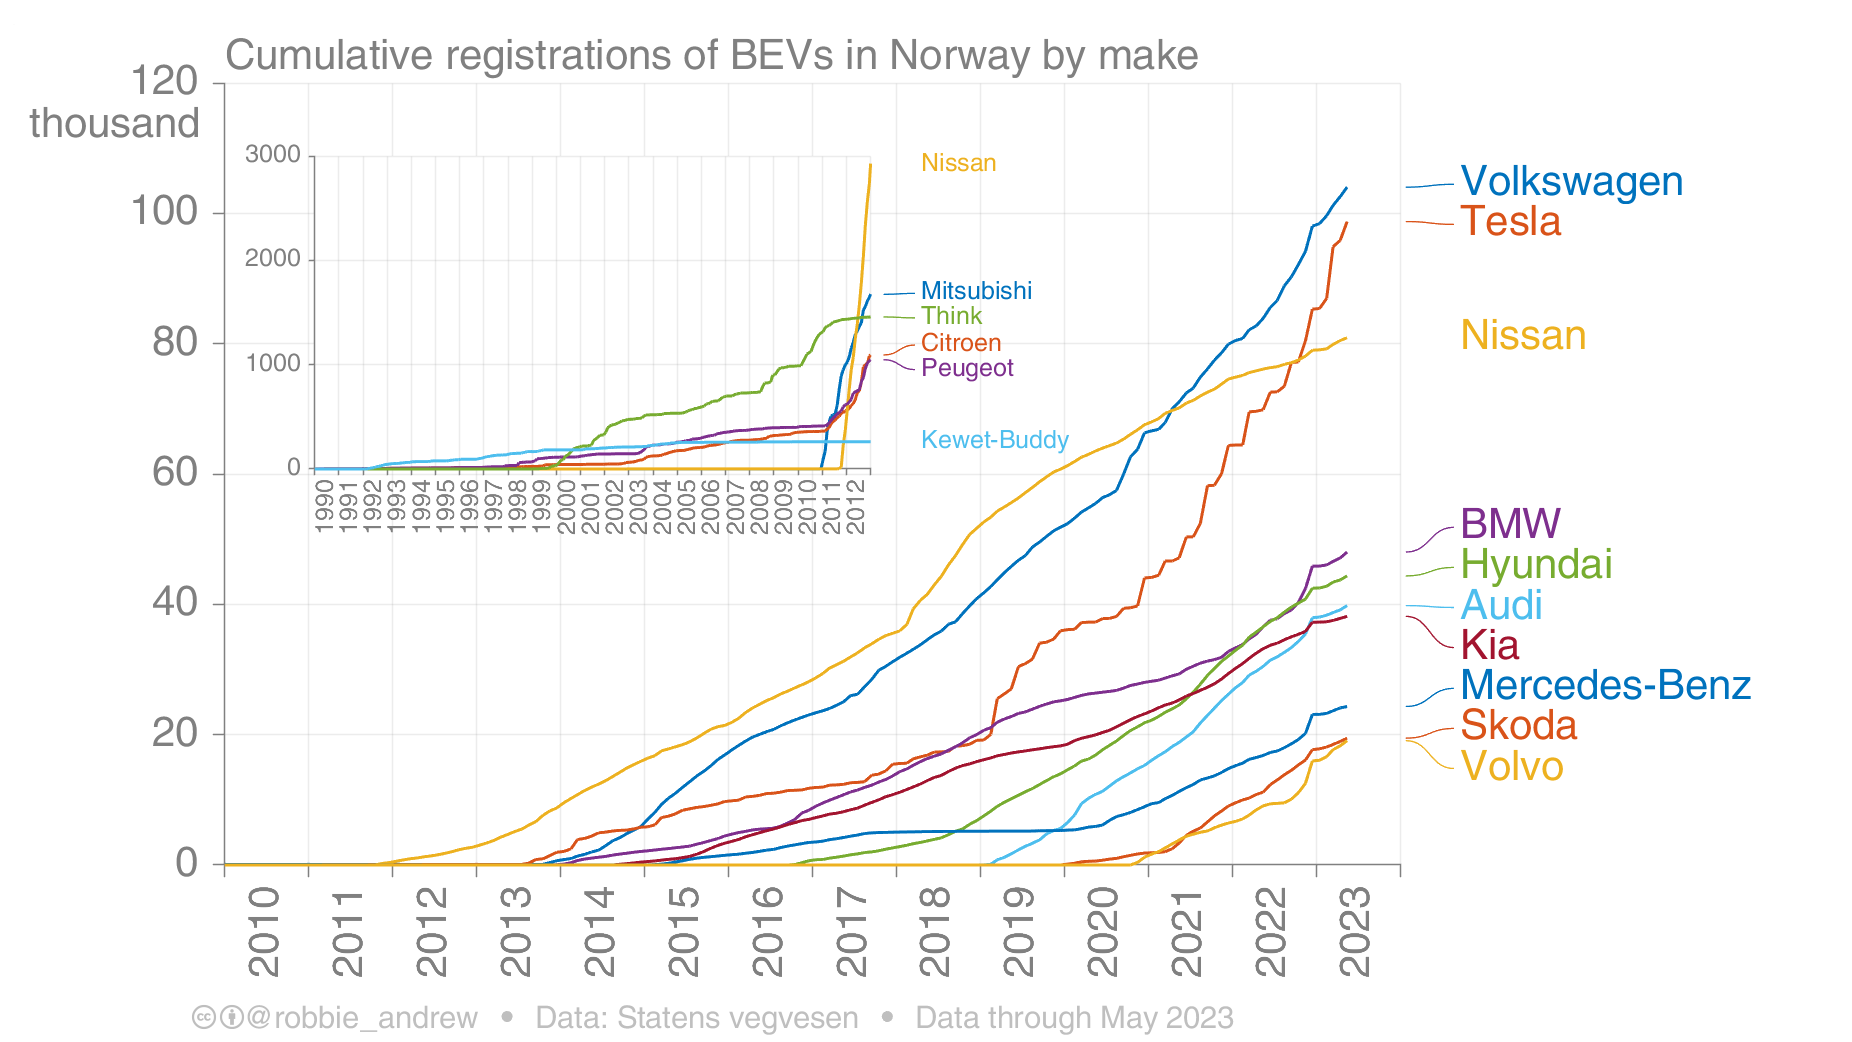 Cumulative registrations of BEVs in Norway by make
120
thousand
100
80
60
40
20
0
3000
2000
1000
0
Nissan
Mitsubishi
Think
Citroen
Peugeot
Kewet-Buddy
1990 1991 1992 1993 1994 1995 1996 1997 1998 1999 2000 2001 2002 2003 2004 2005 2006 2007 2008 2009 2010 2011 2012
Volkswagen
Tesla
Nissan
BMW
Hyundai
Audi
Kia
Mercedes-Benz
Skoda
Volvo
2010 2011 2012 2013 2014 2015 2016 2017 2018 2019 2020 2021 2022 2023
cc @robbie_andrew • Data: Statens vegvesen • Data through May 2023